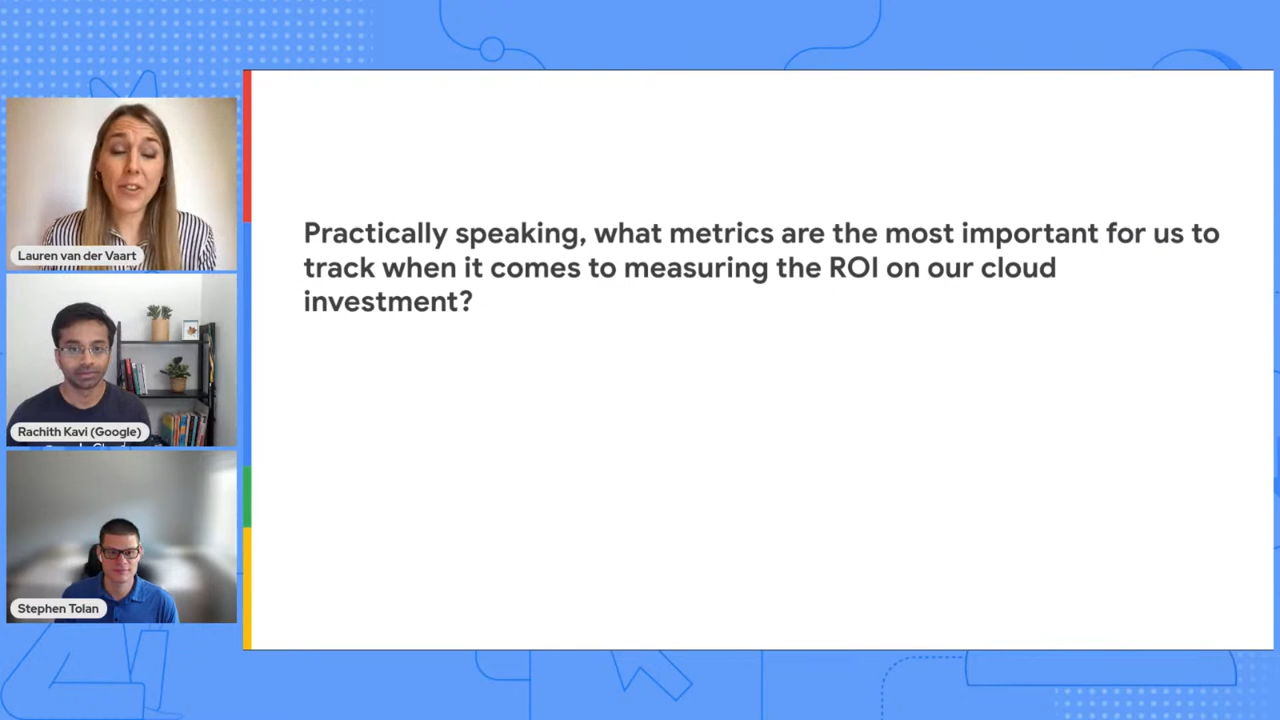 Practically speaking, what metrics are the most important for us to
track when it comes to measuring the ROI on our cloud
investment?
Lauren van der Vaart
Rachith Kavi (Google)
Stephen Tolan